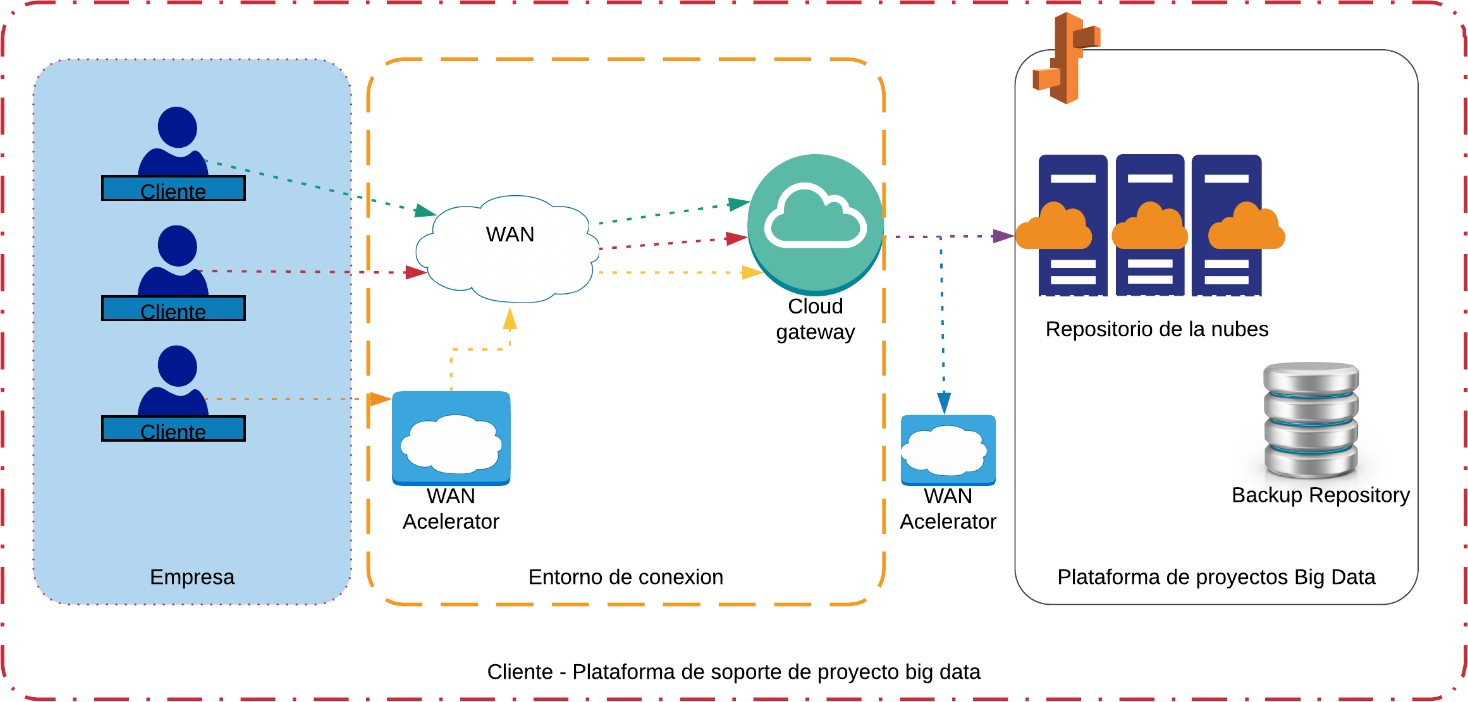 Cliente
Cliente
Cliente
WAN
Cloud
gateway
WAN
Acelerator
WAN
Acelerator
Repositorio de la nubes
Backup Repository
Empresa
Entorno de conexion
Plataforma de proyectos Big Data
Cliente - Plataforma de soporte de proyecto big data